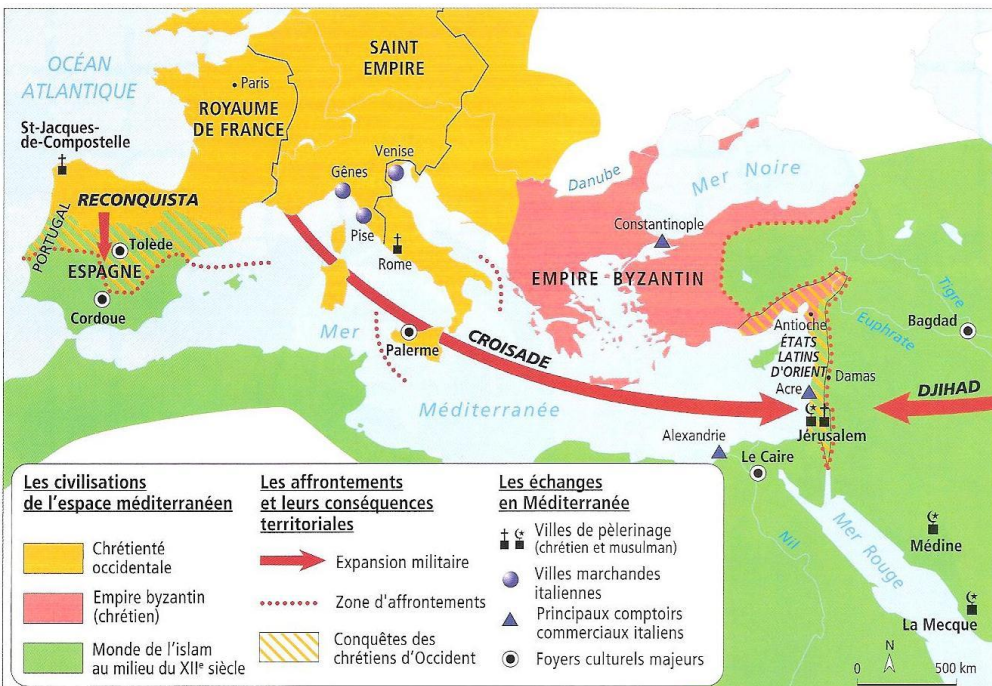 OCÉAN
ATLANTIQUE
SAINT
EMPIRE
Paris
ROYAUME
DE FRANCE
St-Jacques-
de-Compostelle
Venise
Gênes
Danube
Mer Noire
RECONQUISTA
PORTUGAL
Tolède
Pise
Constantinople
ESPAGNE
Rome
EMPIRE BYZANTIN
Cordoue
Mer
Tigre
Euphrate
Bagdad
Antioche
ÉTATS
LATINS
D'ORIENT
Palerme
CROISADE
Damas
Acre
DJIHAD
Méditerranée
Jérusalem
Alexandrie
Le Caire
Nil
Mer Rouge
Médine
La Mecque
Les civilisations
de l'espace méditerranéen
Chrétienté
occidentale
Empire byzantin
(chrétien)
Monde de l'islam
au milieu du XIIe siècle
Les affrontements
et leurs conséquences
territoriales
Expansion militaire
Zone d'affrontements
Conquêtes des
chrétiens d'Occident
Les échanges
en Méditerranée
Villes de pèlerinage
(chrétien et musulman)
Villes marchandes
italiennes
Principaux comptoirs
commerciaux italiens
Foyers culturels majeurs
N
0 500 km